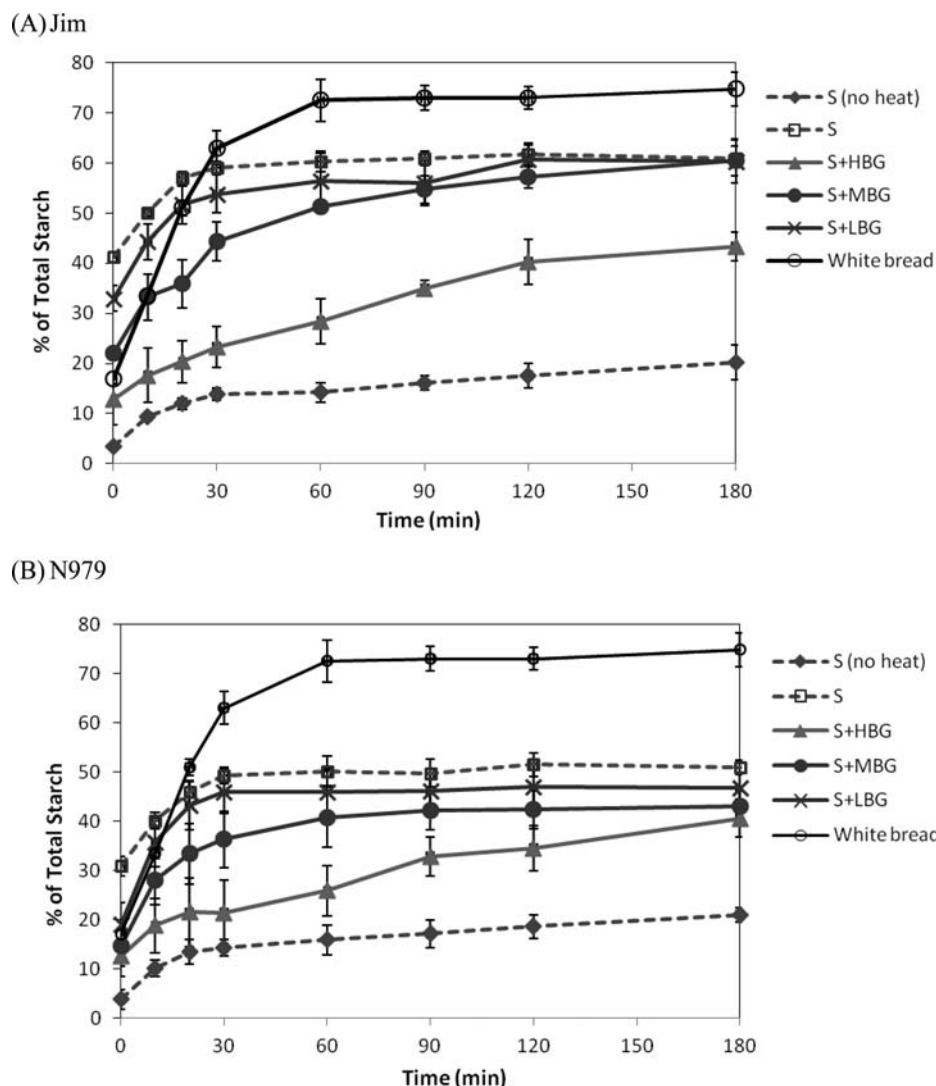 (A) Jim
80
70
60
50
40
30
20
10
0
% of Total Starch
0 30 60 90 120 150 180
Time (min)
S (no heat)
S
S+HBG
S+MBG
S+LBG
White bread
(B) N979
80
70
60
50
40
30
20
10
0
% of Total Starch
0 30 60 90 120 150 180
Time (min)
S (no heat)
S
S+HBG
S+MBG
S+LBG
White bread